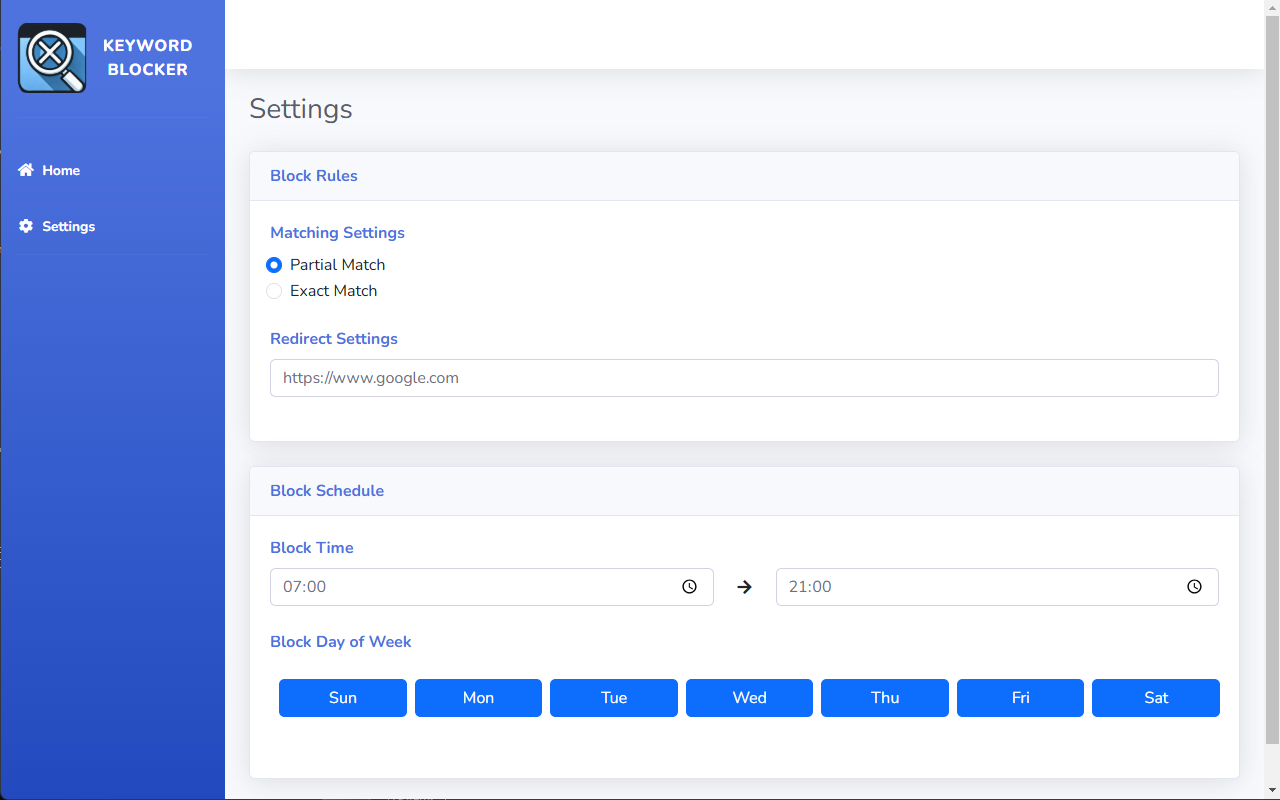 KEYWORD
BLOCKER
Home
Settings
Settings
Block Rules
Matching Settings
Partial Match
Exact Match
Redirect Settings
https://www.google.com
Block Schedule
Block Time
07:00
21:00
Block Day of Week
Sun Mon Tue Wed Thu Fri Sat